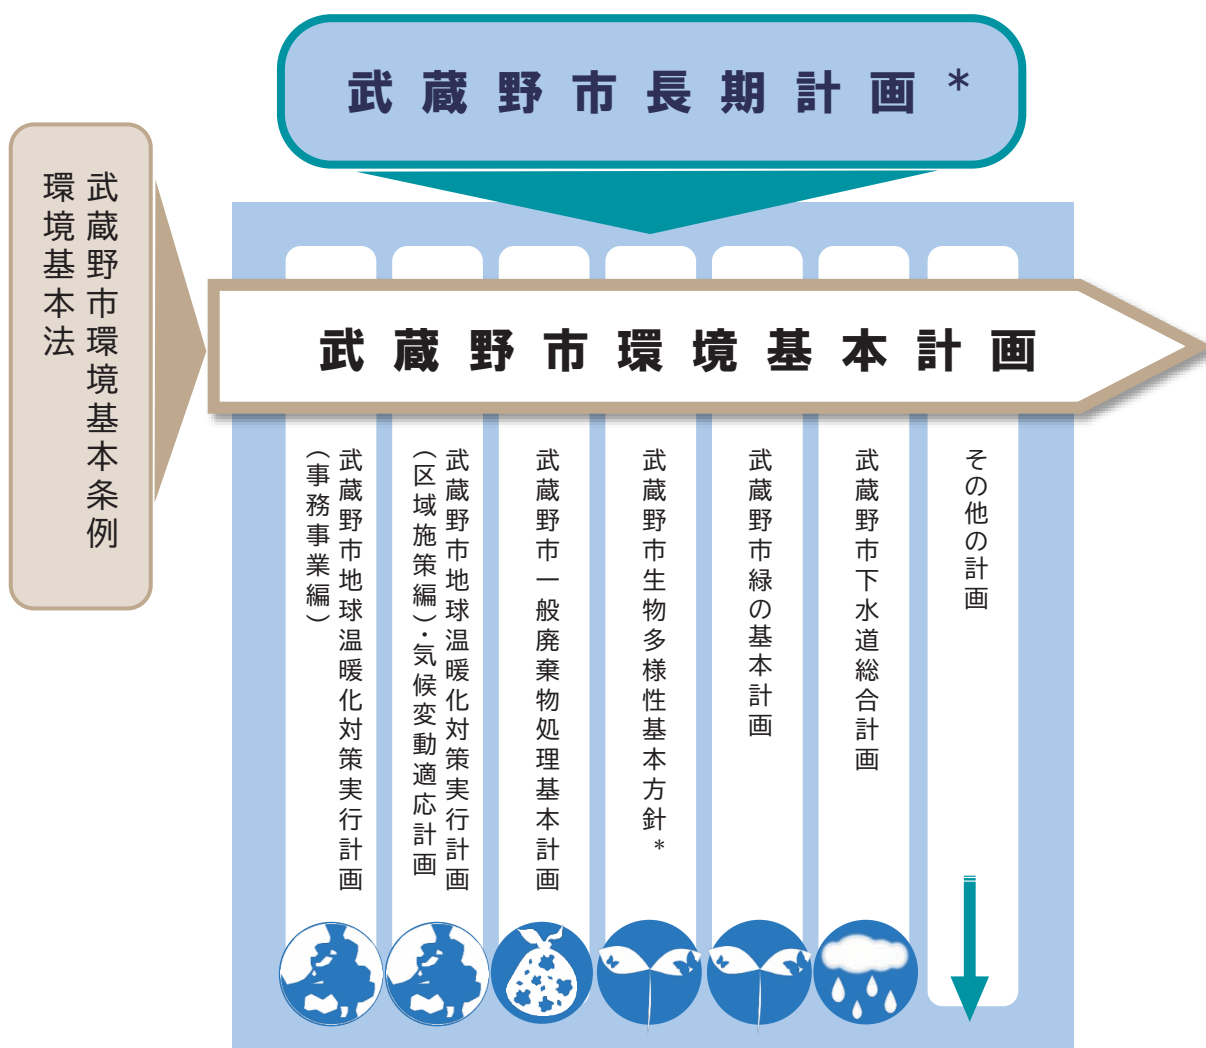 武蔵野市長期計画*
武蔵野市環境基本条例
環境基本法
武蔵野市環境基本計画
武蔵野市地球温暖化対策実行計画
（事務事業編）
武蔵野市地球温暖化対策実行計画
（区域施策編）・気候変動適応計画
武蔵野市一般廃棄物処理基本計画
武蔵野市生物多様性基本方針*
武蔵野市緑の基本計画
武蔵野市下水道総合計画
その他の計画